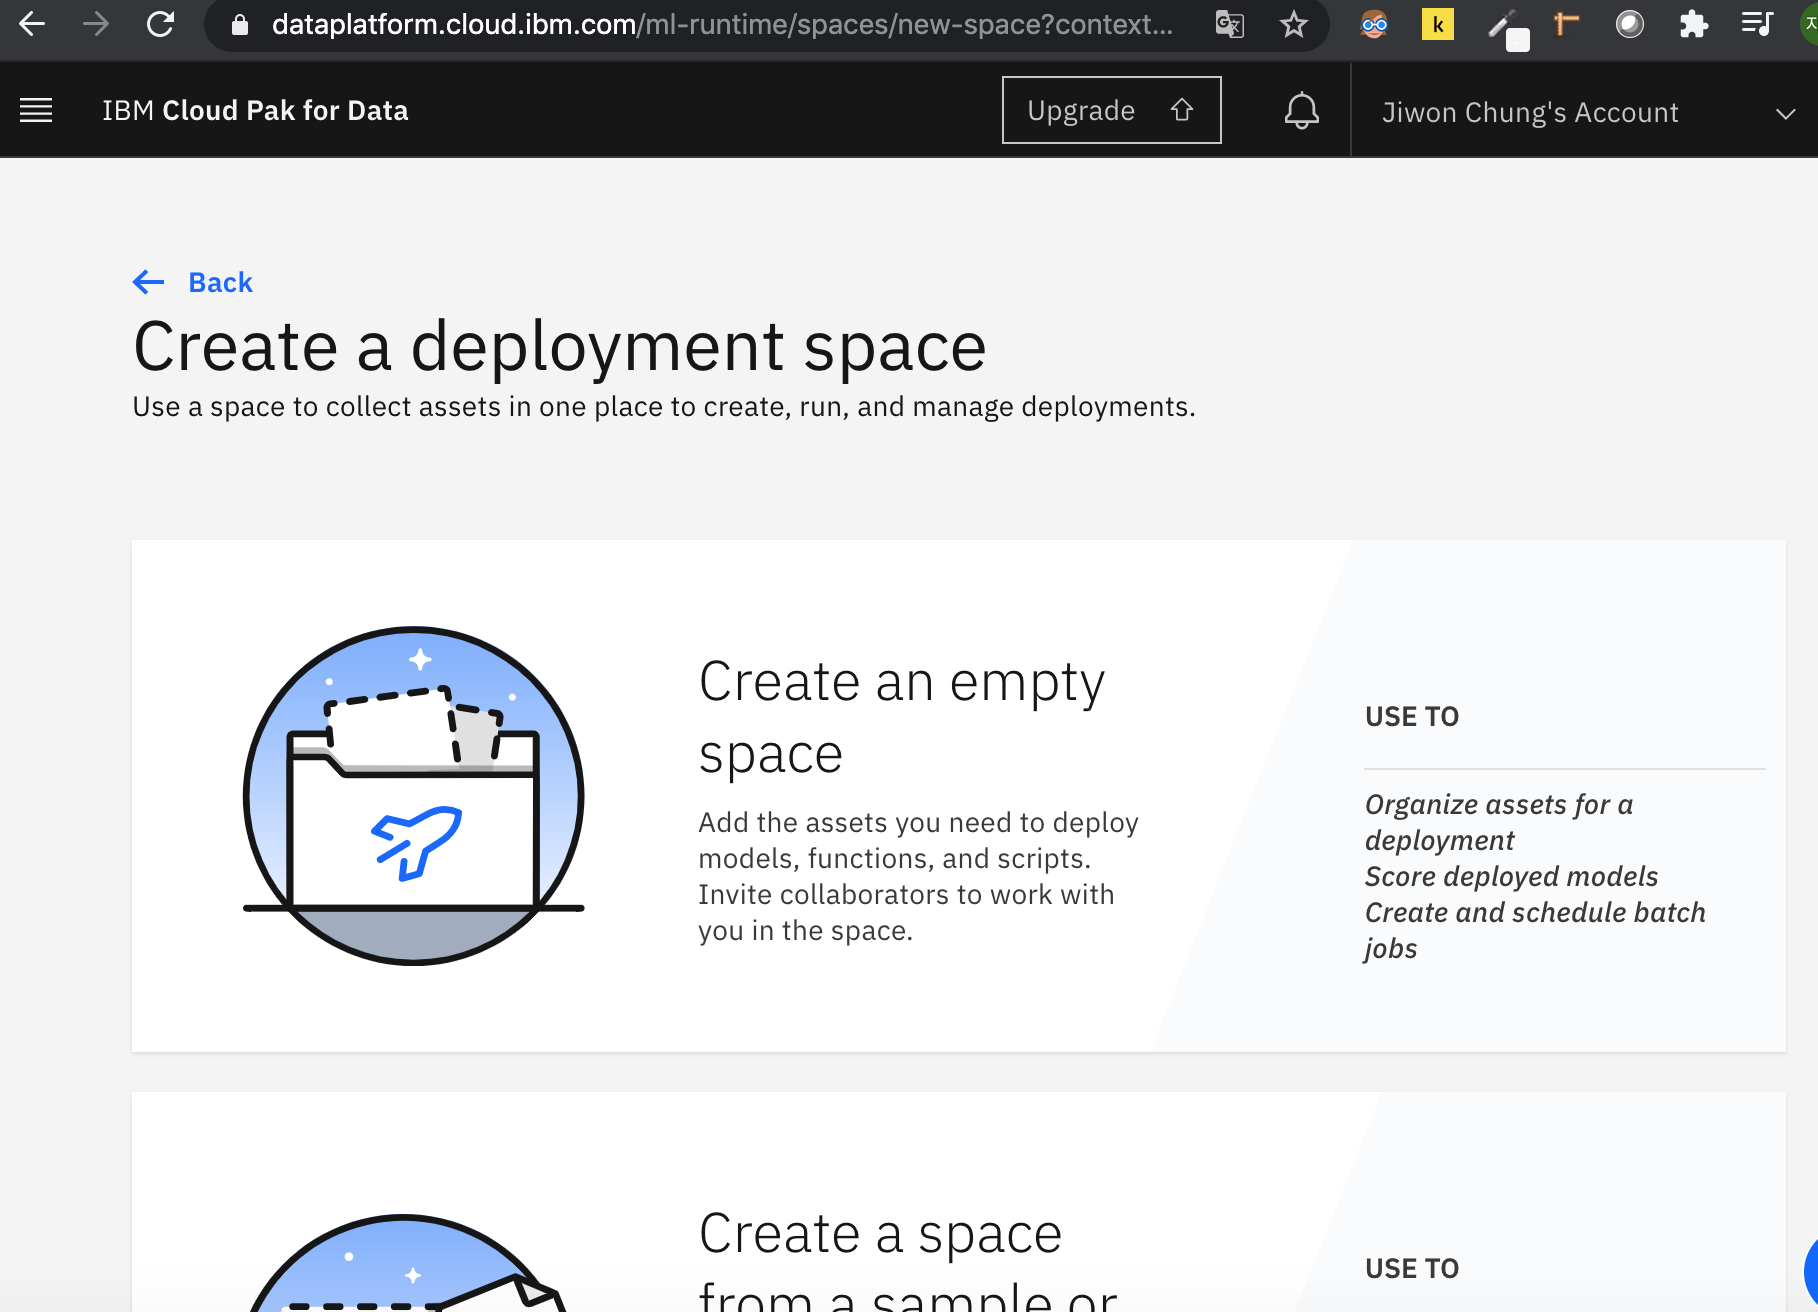 dataplatform.cloud.ibm.com/ml-runtime/spaces/new-space?context...
k
IBM Cloud Pak for Data
Upgrade
Jiwon Chung's Account
Back
Create a deployment space
Use a space to collect assets in one place to create, run, and manage deployments.
Create an empty
space
Add the assets you need to deploy
models, functions, and scripts.
Invite collaborators to work with
you in the space.
USE TO
Organize assets for a
deployment
Score deployed models
Create and schedule batch
jobs
Create a space
from a sample or
USE TO